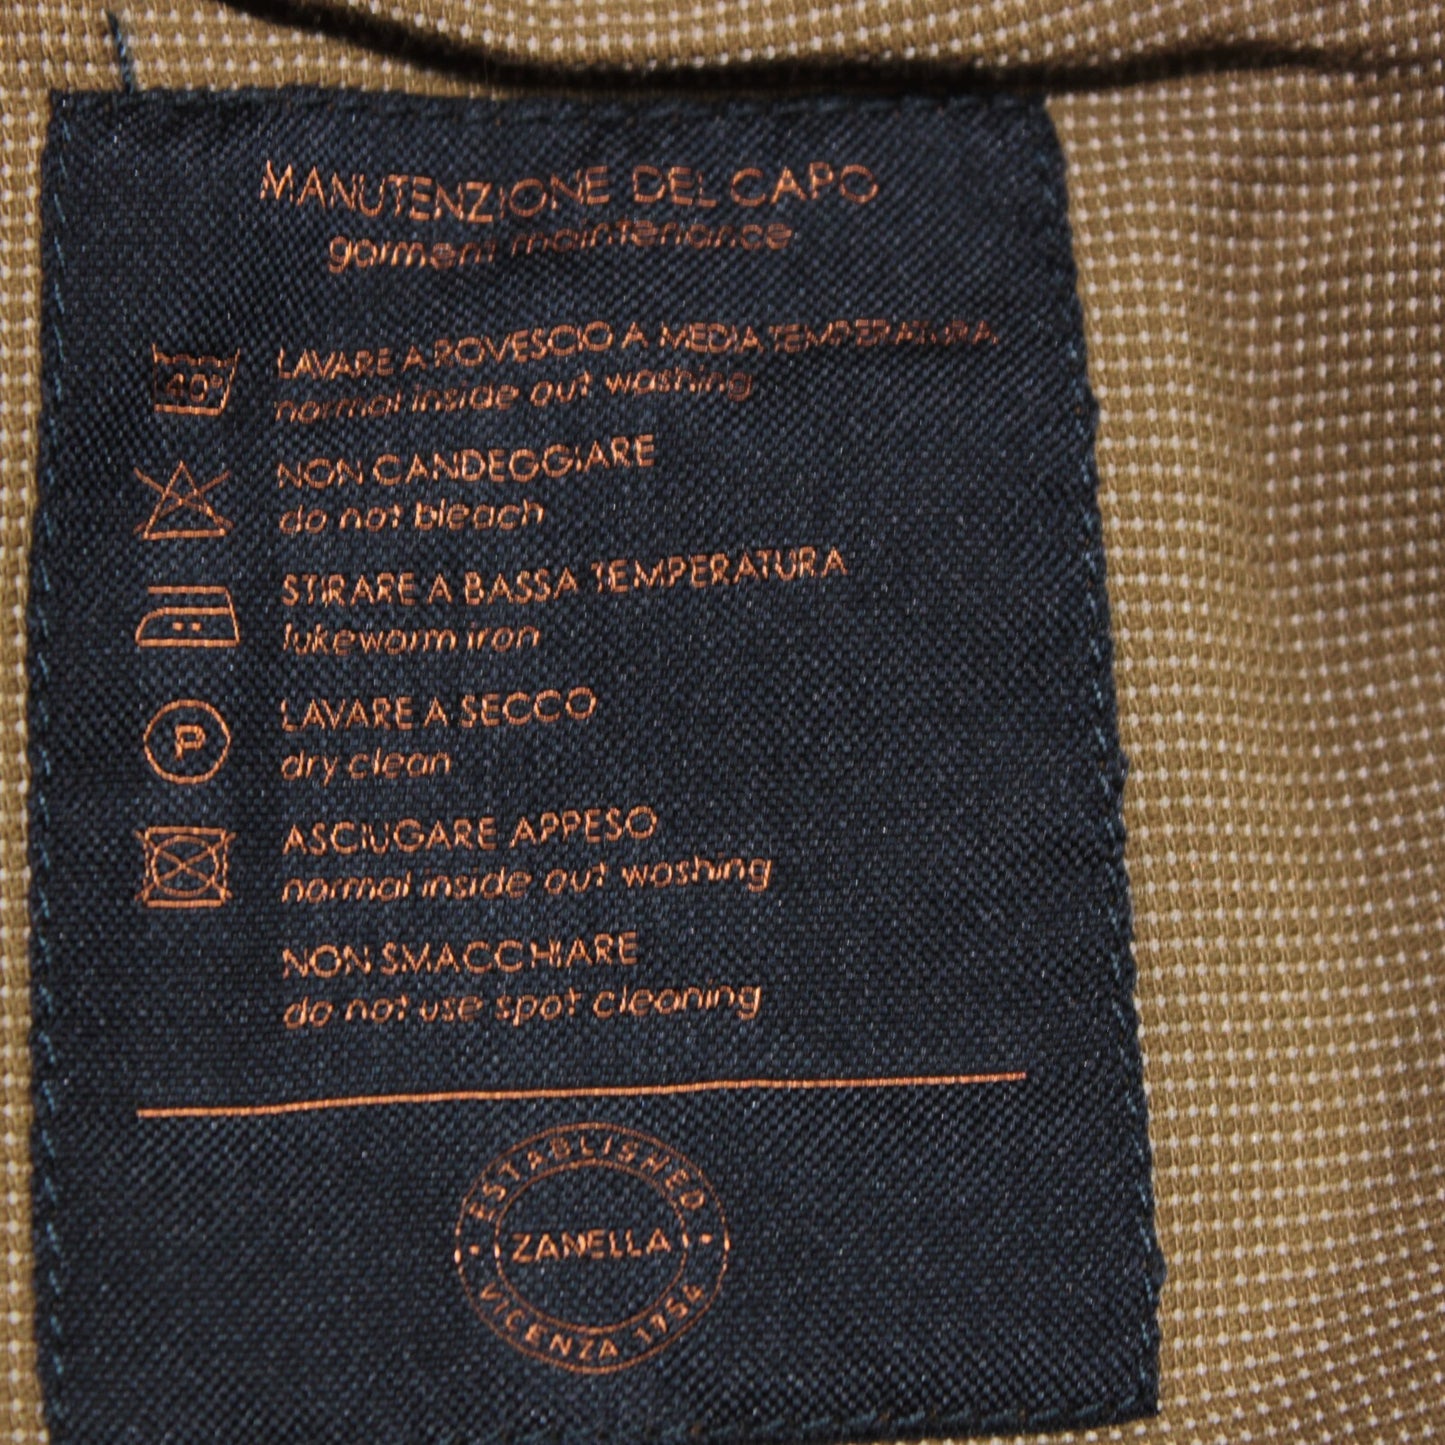 MANUTENZIONE DEL CAPO
garment maintenance
40°
LAVARE A ROVESCIO A MEDIA TEMPERATURA
normal inside out washing
NON CANDEGGIARE
do not bleach
STIRARE A BASSA TEMPERATURA
lukewarm iron
P
LAVARE A SECCO
dry clean
ASCIUGARE APPESO
normal inside out washing
NON SMACCHIARE
do not use spot cleaning
ESTABLISHED
• ZANELLA •
VICENZA 1954